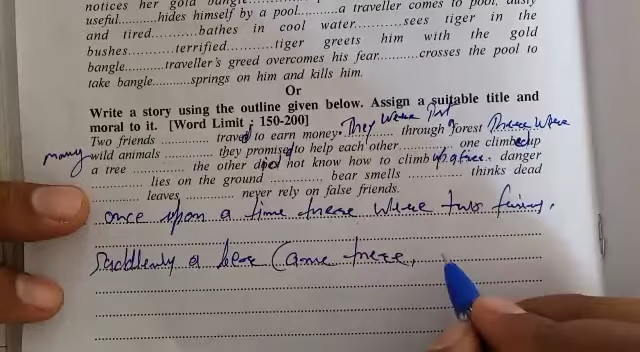 notices her gold bangle
useful..........hides himself by a pool..........a traveller comes to pool, dusty
and tired..........bathes in cool water..........sees tiger in the
bushes..........terrified..........tiger greets him with the gold
bangle..........traveller's greed overcomes his fear..........crosses the pool to
take bangle..........springs on him and kills him.
Or
Write a story using the outline given below. Assign a suitable title and
moral to it. [Word Limit : 150-200]
Two friends .......... traved to earn money. They were through forest There where
many wild animals .......... they promised to help each other .......... one climbed up
a tree .......... the other did not know how to climb up a tree. danger
.......... lies on the ground .......... bear smells .......... thinks dead
.......... leaves .......... never rely on false friends.
once upon a time there where two
Suddenly a bear Came there,